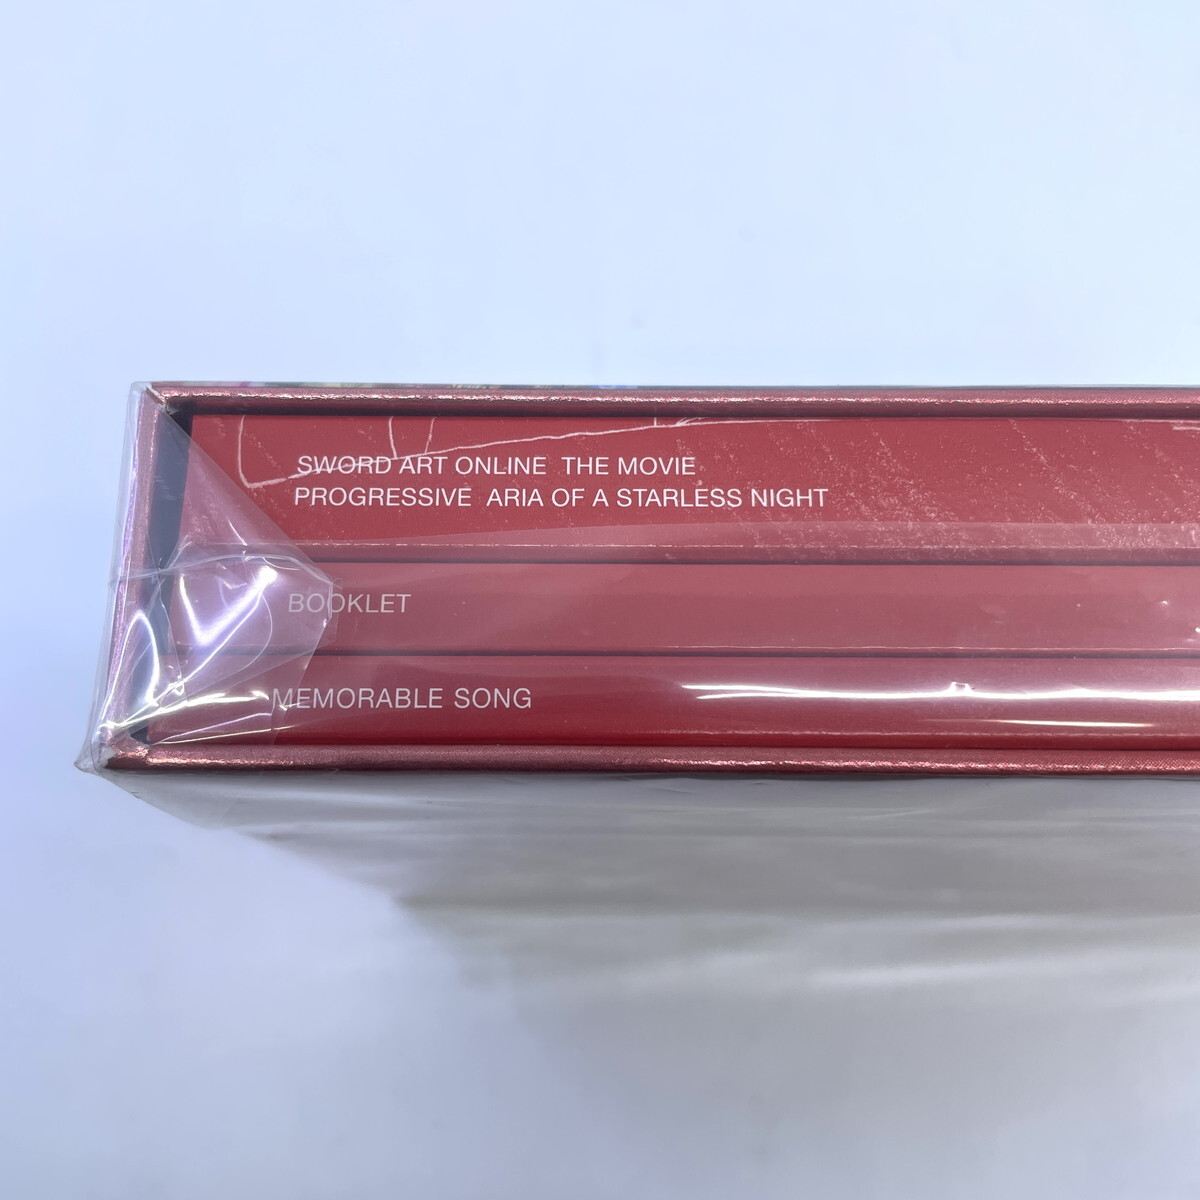 SWORD ART ONLINE THE MOVIE
PROGRESSIVE ARIA OF A STARLESS NIGHT
BOOKLET
MEMORABLE SONG